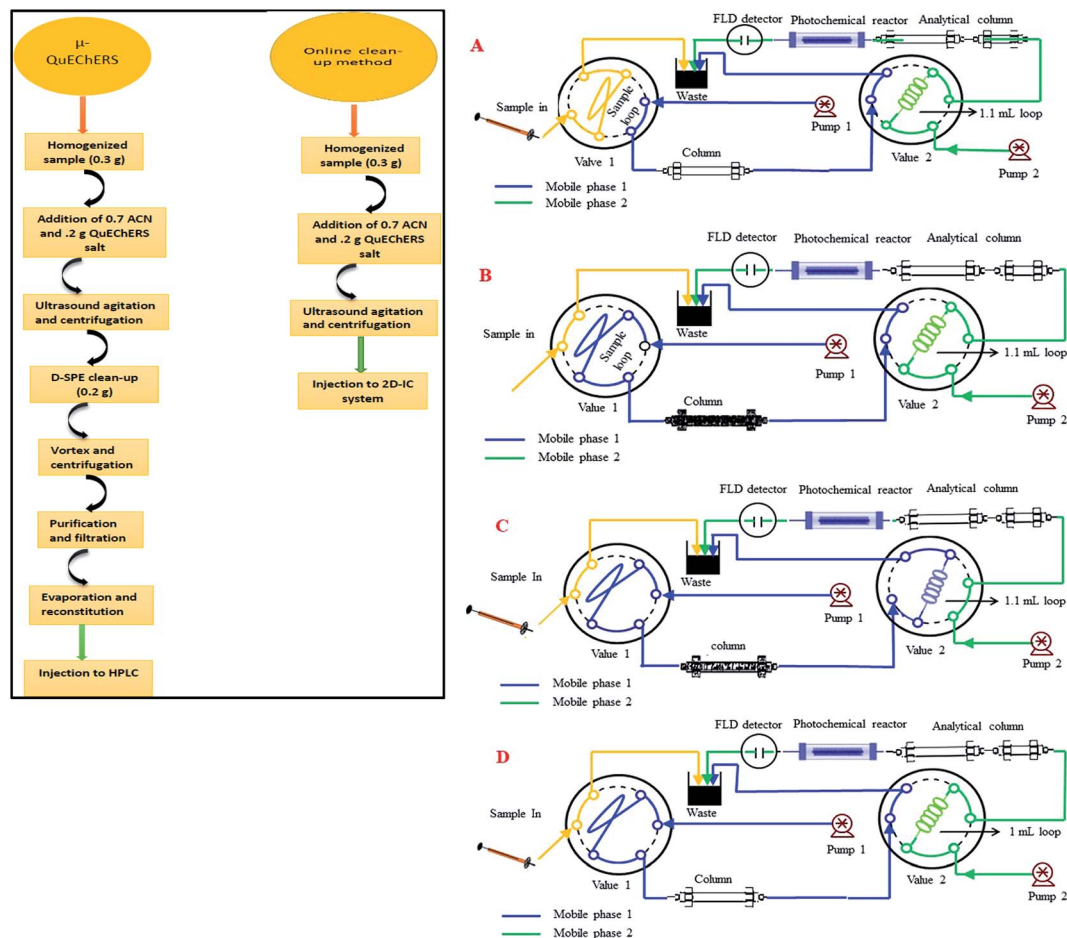 μ-
QuEChERS
Homogenized
sample (0.3 g)
Addition of 0.7 ACN
and .2 g QuEChERS
salt
Ultrasound agitation
and centrifugation
D-SPE clean-up
(0.2 g)
Vortex and
centrifugation
Purification
and filtration
Evaporation and
reconstitution
Injection to HPLC
Online clean-
up method
Homogenized
sample (0.3 g)
Addition of 0.7 ACN
and .2 g QuEChERS
salt
Ultrasound agitation
and centrifugation
Injection to 2D-IC
system
A
FLD detector Photochemical reactor Analytical column
Sample in
Sample
loop
Waste
Pump 1
1.1 mL loop
Valve 1
Column
Value 2
Pump 2
Mobile phase 1
Mobile phase 2
B
FLD detector Photochemical reactor Analytical column
Sample in
Sample
loop
Waste
Pump 1
1.1 mL loop
Value 1
Column
Value 2
Pump 2
Mobile phase 1
Mobile phase 2
C
FLD detector Photochemical reactor Analytical column
Sample In
Waste
Pump 1
1.1 mL loop
Value 1
column
Value 2
Pump 2
Mobile phase 1
Mobile phase 2
D
FLD detector Photochemical reactor Analytical column
Sample In
Waste
Pump 1
1 mL loop
Value 1
Column
Value 2
Pump 2
Mobile phase 1
Mobile phase 2